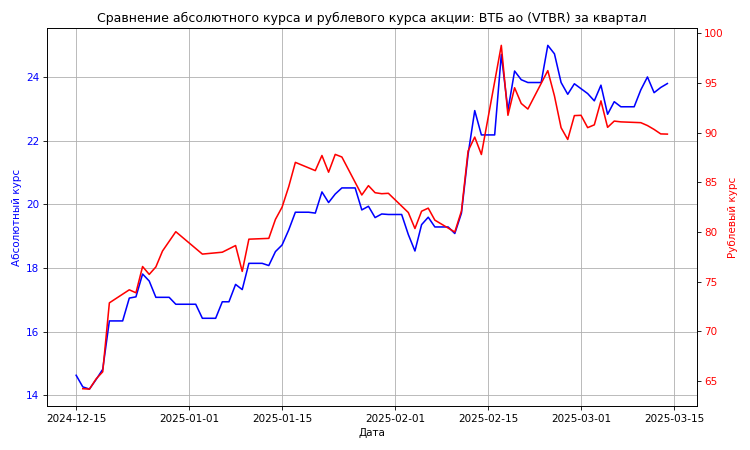 Сравнение абсолютного курса и рублевого курса акции: ВТБ ао (VTBR) за квартал
100
95
90
85
80
75
70
65
24
22
20
18
16
14
Абсолютный курс
Рублевый курс
2024-12-15 2025-01-01 2025-01-15 2025-02-01 2025-02-15 2025-03-01 2025-03-15
Дата